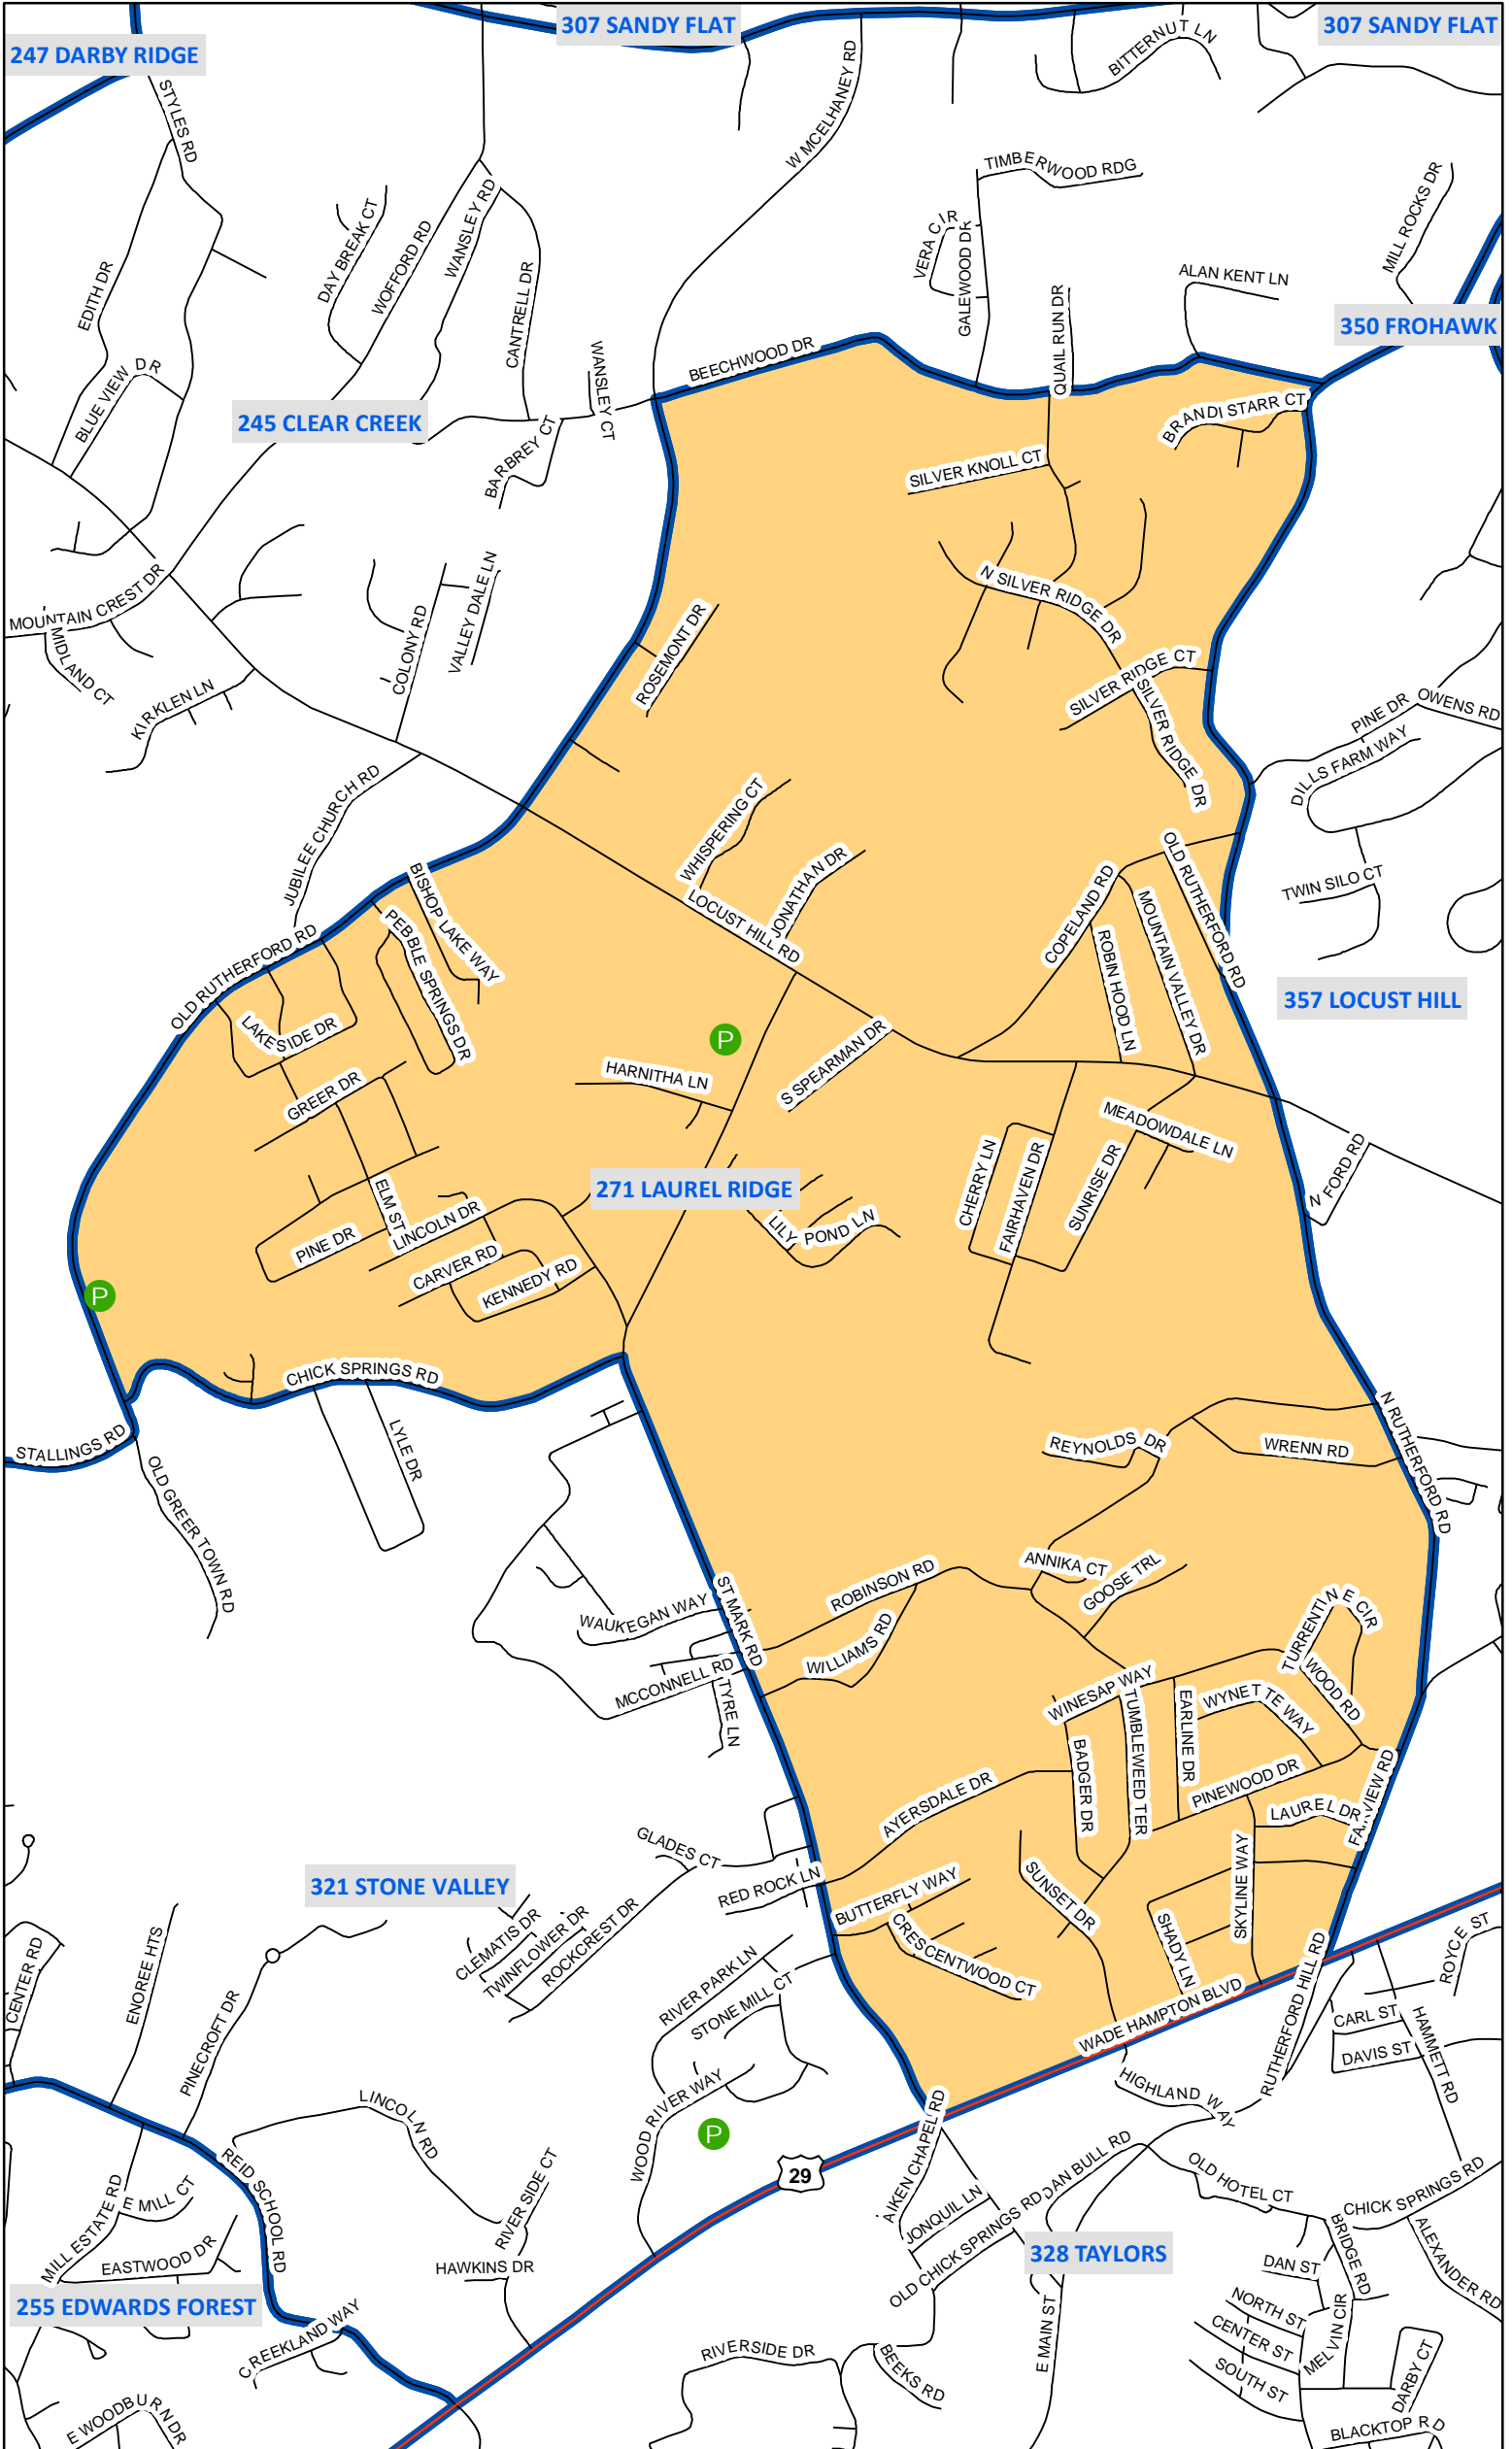 307 SANDY FLAT
307 SANDY FLAT
247 DARBY RIDGE
BITTERNUT LN
STYLES RD
W MCELHANEY RD
TIMBERWOOD RDG
MILL ROCKS DR
DAY BREAK CT
WOFFORD RD
WANSLEY RD
VERA CIR
GALEWOOD DR
EDITH DR
CANTRELL DR
QUAIL RUN DR
ALAN KENT LN
350 FROHAWK
BEECHWOOD DR
WANSLEY CT
BLUE VIEW DR
245 CLEAR CREEK
BRANDI STARR CT
BARBREY CT
SILVER KNOLL CT
MOUNTAIN CREST DR
MIDLAND CT
COLONY RD
VALLEY DALE LN
N SILVER RIDGE DR
ROSEMONT DR
KIRKLEN LN
SILVER RIDGE CT
SILVER RIDGE DR
PINE DR
OWENS RD
DILLS FARM WAY
JUBILEE CHURCH RD
WHISPERING CT
JONATHAN DR
LOCUST HILL RD
BISHOP LAKE WAY
PEBBLE SPRINGS DR
OLD RUTHERFORD RD
COPELAND RD
ROBIN HOOD LN
MOUNTAIN VALLEY DR
OLD RUTHERFORD RD
TWIN SILO CT
357 LOCUST HILL
LAKESIDE DR
P
GREER DR
HARNITHA LN
S SPEARMAN DR
MEADOWDALE LN
CHERRY LN
FAIRHAVEN DR
SUNRISE DR
N FORD RD
271 LAUREL RIDGE
ELM ST
PINE DR
LINCOLN DR
LILY POND LN
CARVER RD
KENNEDY RD
P
CHICK SPRINGS RD
STALLINGS RD
LYLE DR
OLD GREER TOWN RD
REYNOLDS DR
WRENN RD
N RUTHERFORD RD
ANNIKA CT
GOOSE TRL
ROBINSON RD
ST MARK RD
WAUKEGAN WAY
WILLIAMS RD
MCCONNELL RD
TYRE LN
TURRENTINE CIR
WOOD RD
WINESAP WAY
WYNETTE WAY
EARLINE DR
TUMBLEWEED TER
BADGER DR
PINEWOOD DR
FAIRVIEW RD
LAUREL DR
AYERSDALE DR
GLADES CT
RED ROCK LN
321 STONE VALLEY
BUTTERFLY WAY
SUNSET DR
SKYLINE WAY
SHADY LN
CRESCENTWOOD CT
CLEMATIS DR
TWINFLOWER DR
ROCKCREST DR
ENOREE HTS
CENTER RD
PINECROFT DR
RIVER PARK LN
STONE MILL CT
WADE HAMPTON BLVD
RUTHERFORD HILL RD
ROYCE ST
CARL ST
HAMMETT RD
DAVIS ST
HIGHLAND WAY
WOOD RIVER WAY
P
LINCOLN RD
AIKEN CHAPEL RD
DAN BULL RD
29
REID SCHOOL RD
E MILL CT
MILL ESTATE RD
RIVER SIDE CT
JONQUIL LN
OLD HOTEL CT
CHICK SPRINGS RD
OLD CHICK SPRINGS RD
328 TAYLORS
BRIDGE RD
ALEXANDER RD
EASTWOOD DR
HAWKINS DR
DAN ST
255 EDWARDS FOREST
NORTH ST
CENTER ST
SOUTH ST
MELVIN CIR
E MAIN ST
CREEKLAND WAY
RIVERSIDE DR
BEEKS RD
DARBY CT
E WOODBURN DR
BLACKTOP RD